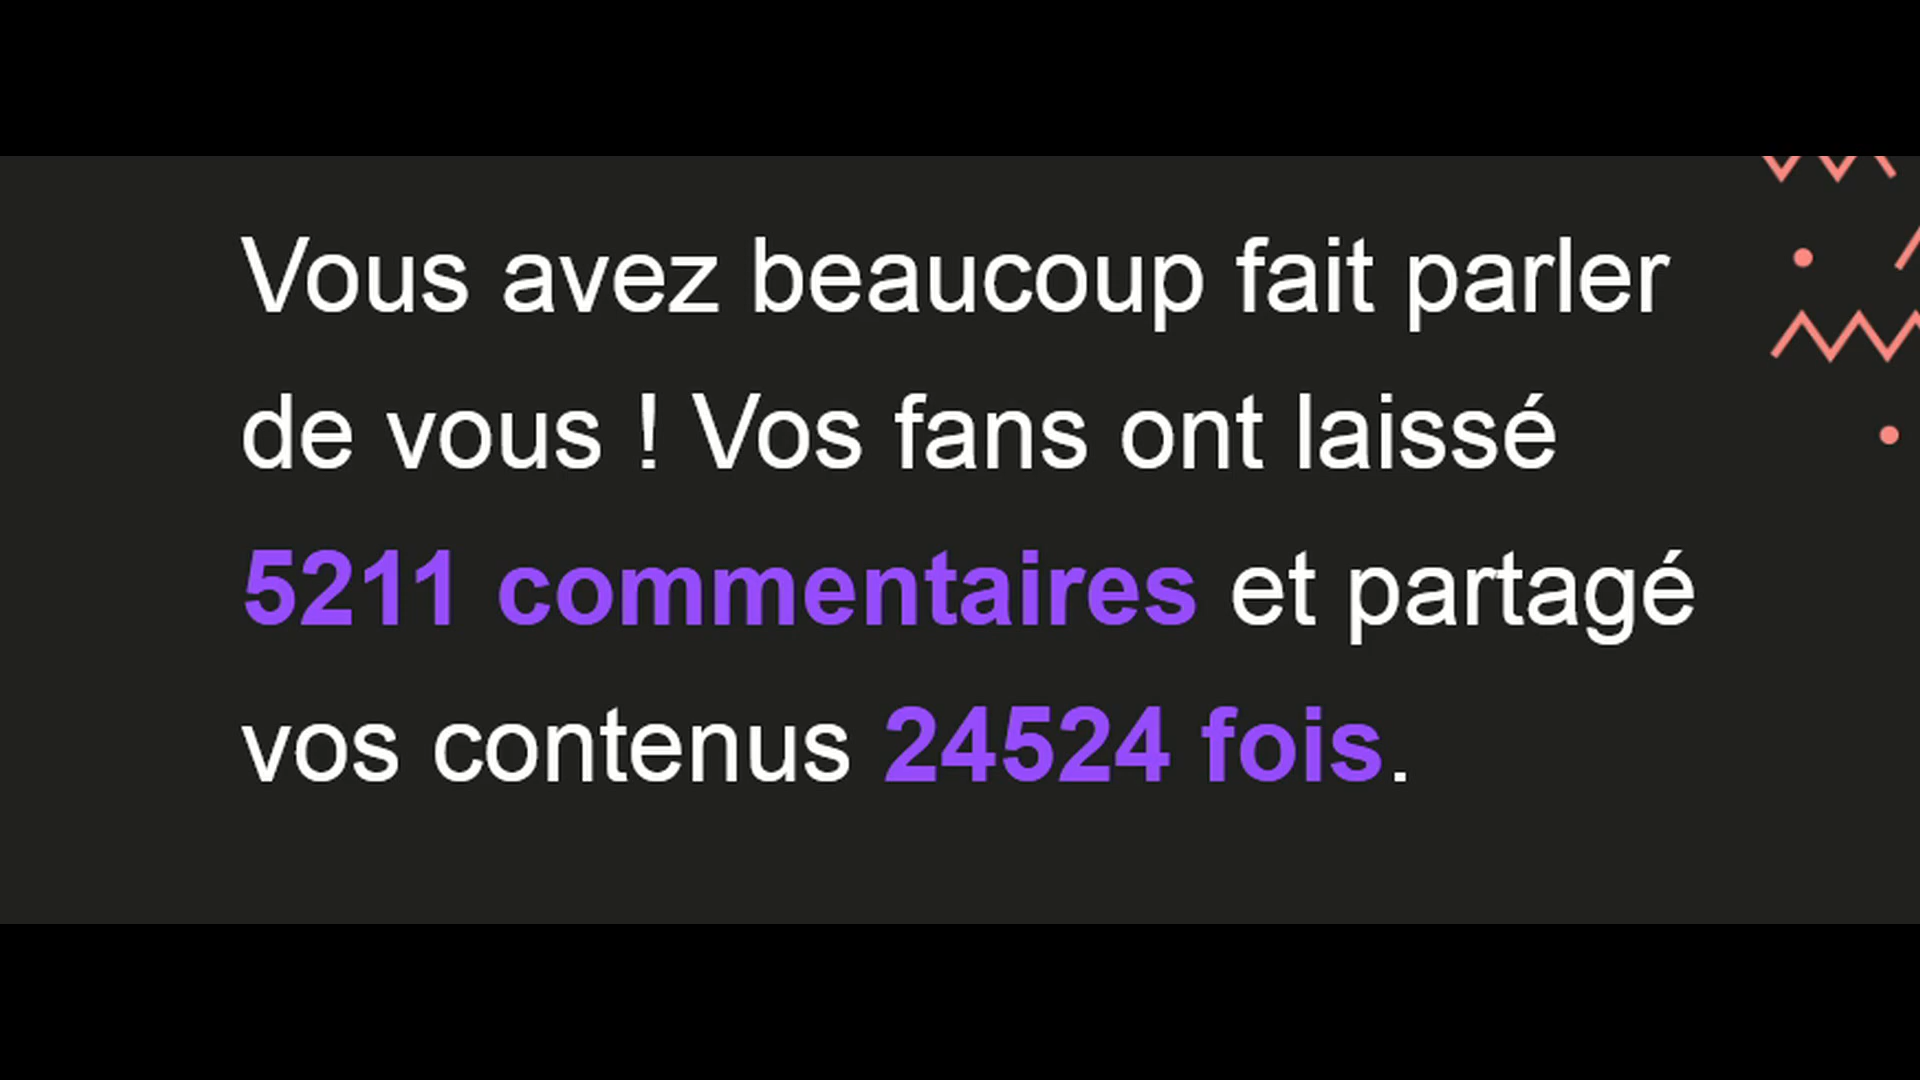 Vous avez beaucoup fait parler
de vous ! Vos fans ont laissé
5211 commentaires et partagé
vos contenus 24524 fois.